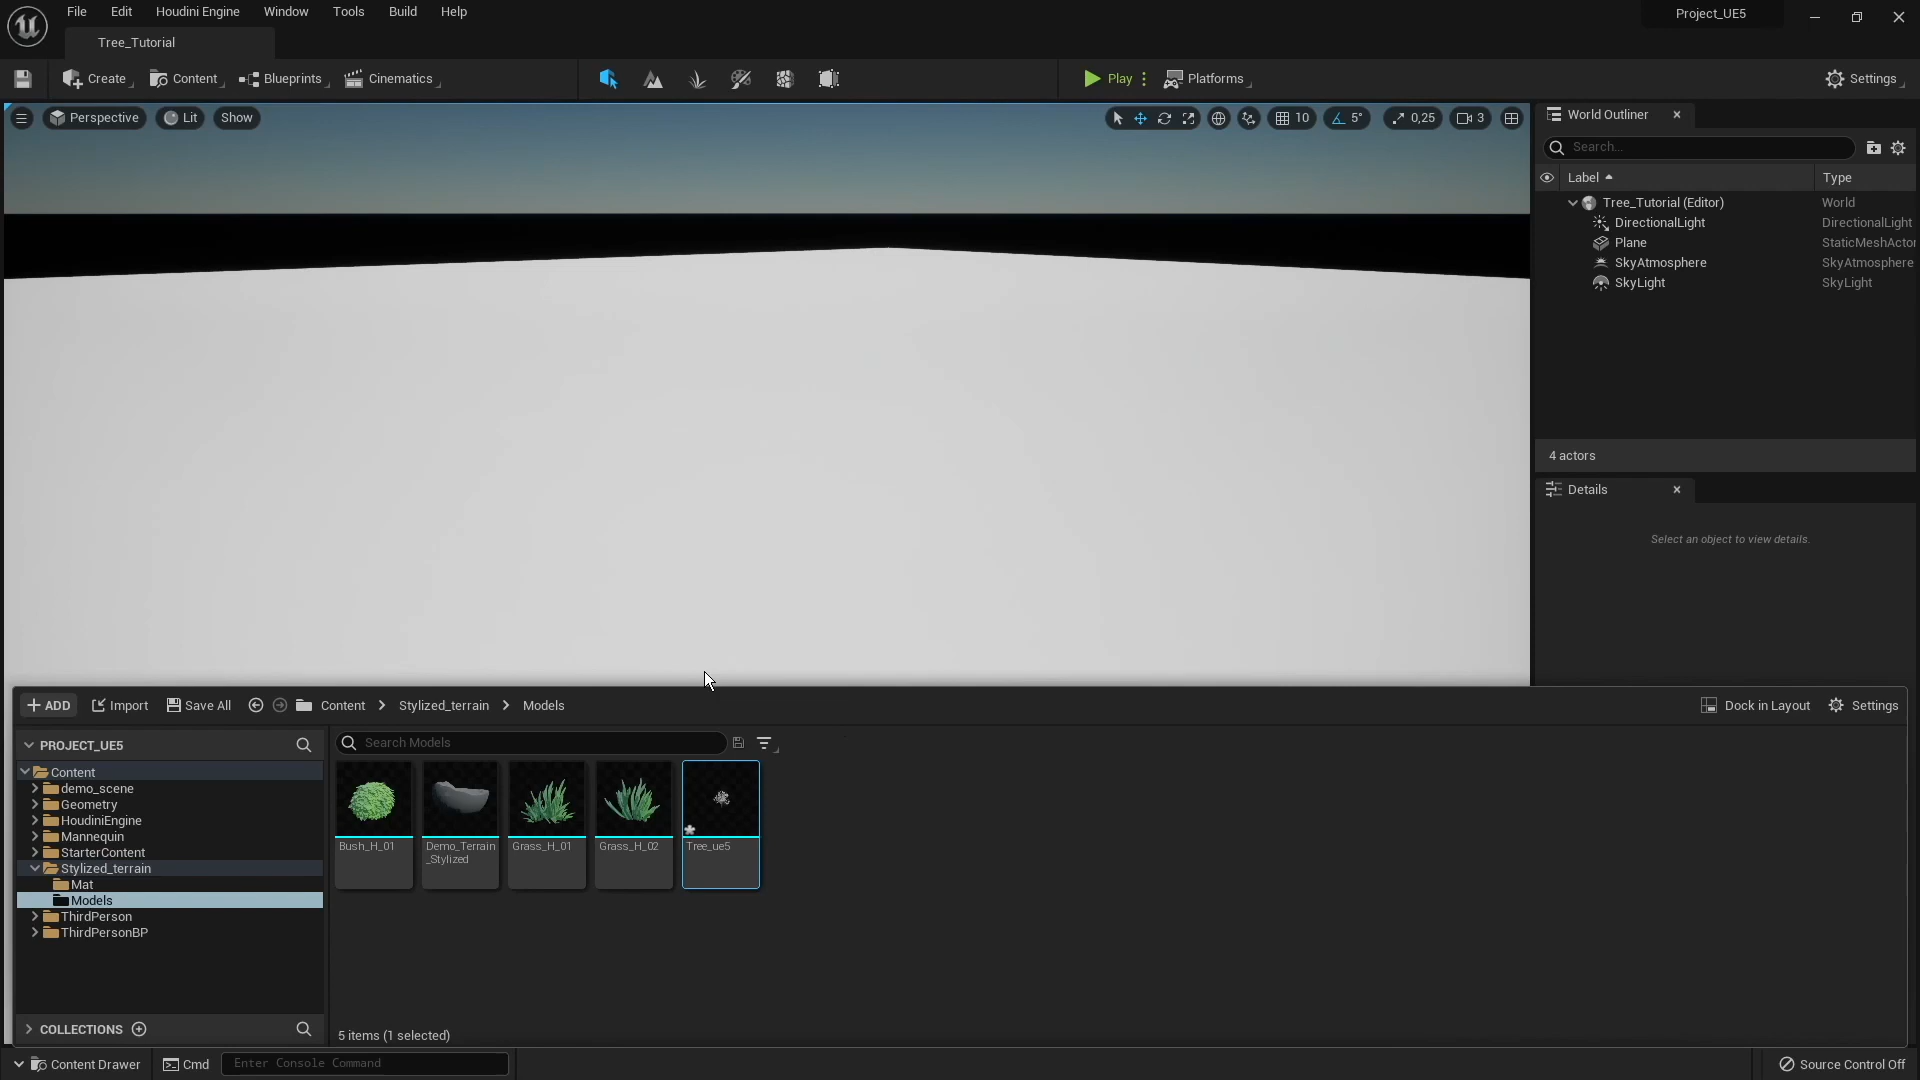 File Edit Houdini Engine Window Tools Build Help
Project_UE5
Tree_Tutorial
Create Content Blueprints Cinematics Play Platforms Settings
Perspective Lit Show 10 5° 0,25 3
World Outliner
Search...
Label Type
Tree_Tutorial (Editor) World
DirectionalLight DirectionalLight
Plane StaticMeshActor
SkyAtmosphere SkyAtmosphere
SkyLight SkyLight
4 actors
Details
Select an object to view details.
+ ADD Import Save All Content > Stylized_terrain > Models Dock in Layout Settings
PROJECT_UE5
Search Models
Content
demo_scene
Geometry
HoudiniEngine
Mannequin
StarterContent
Stylized_terrain
Mat
Models
ThirdPerson
ThirdPersonBP
Bush_H_01
Demo_Terrain
_Stylized
Grass_H_01
Grass_H_02
Tree_ue5
COLLECTIONS
5 items (1 selected)
Content Drawer Cmd Enter Console Command Source Control Off